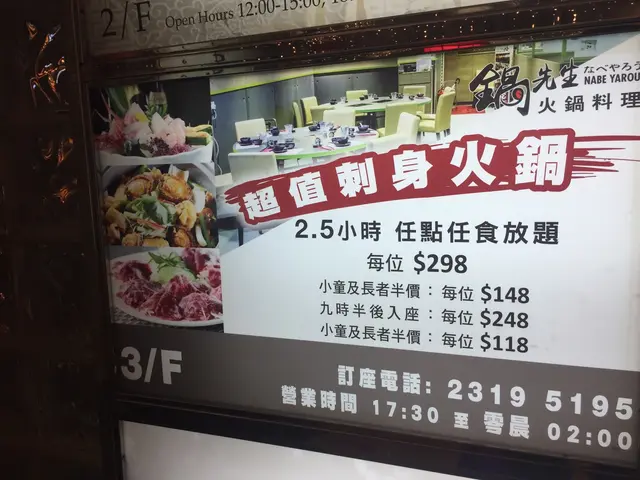 2/F
Open Hours 12:00-15:00,
鍋先生
なべやろう
NABE YAROU
火鍋料理
超值刺身火鍋
2.5小時 任點任食放題
每位 $298
小童及長者半價：每位 $148
九時半後入座：每位 $248
小童及長者半價：每位 $118
3/F
訂座電話: 2319 5195
營業時間 17:30 至 零晨 02:00